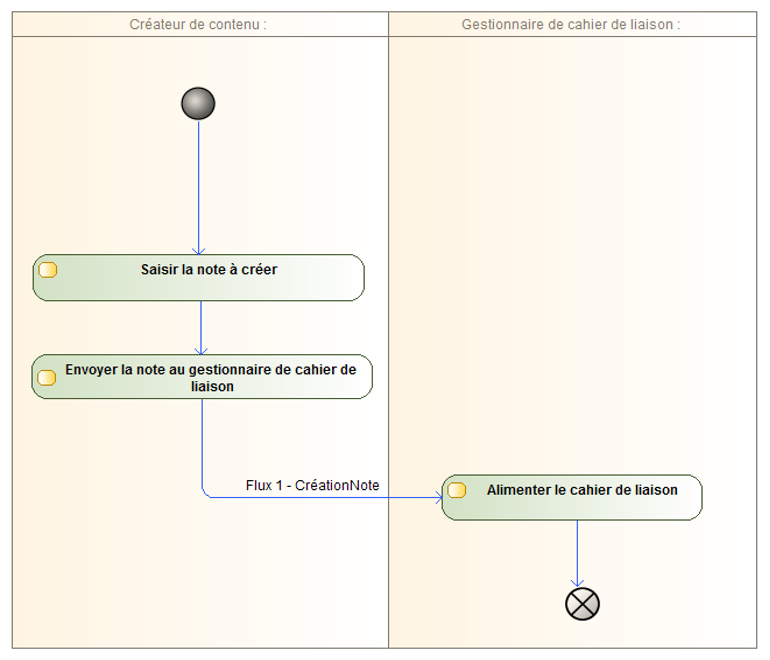 Créateur de contenu :
Gestionnaire de cahier de liaison :
Saisir la note à créer
Envoyer la note au gestionnaire de cahier de
liaison
Flux 1 - CréationNote
Alimenter le cahier de liaison